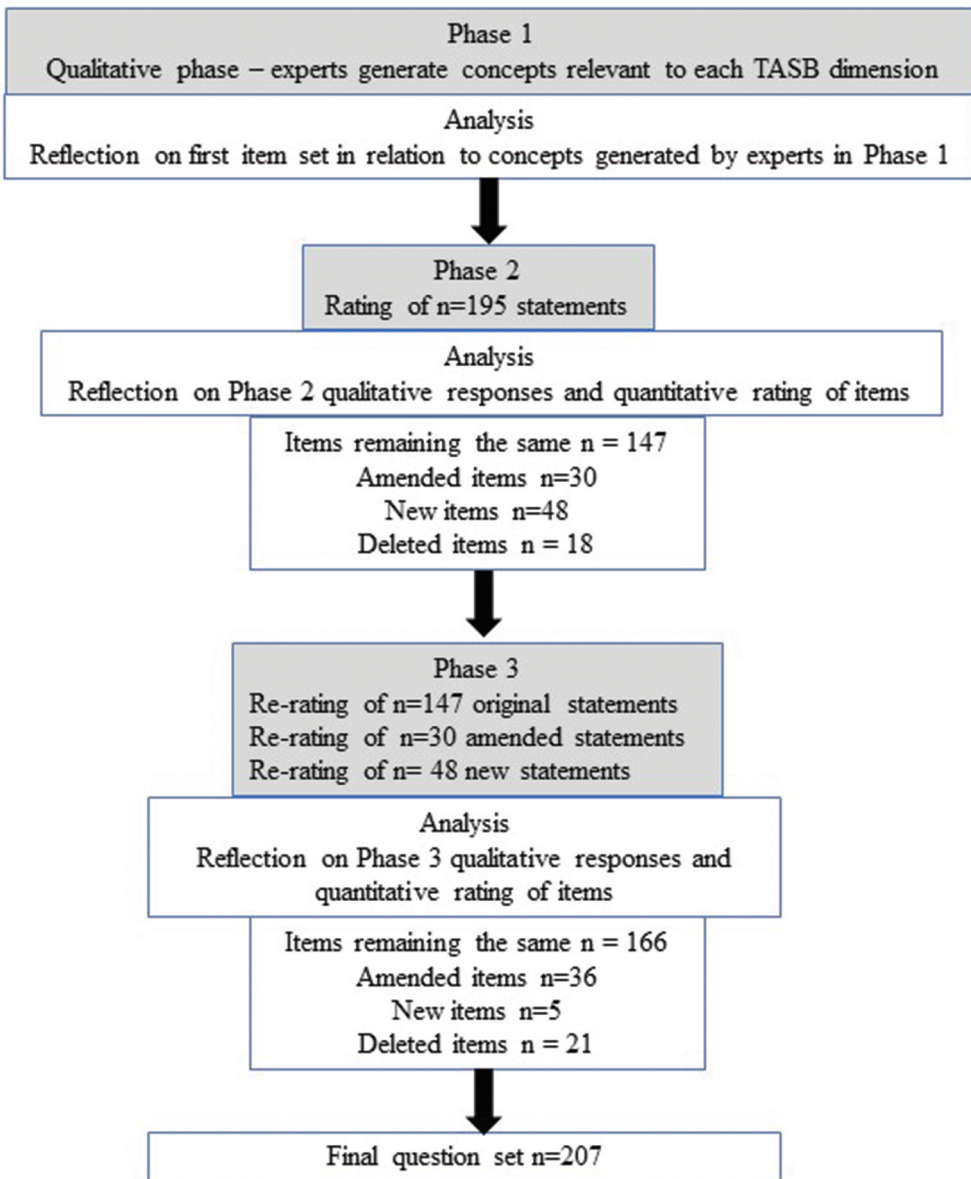 Phase 1
Qualitative phase – experts generate concepts relevant to each TASB dimension
Analysis
Reflection on first item set in relation to concepts generated by experts in Phase 1
Phase 2
Rating of n=195 statements
Analysis
Reflection on Phase 2 qualitative responses and quantitative rating of items
Items remaining the same n = 147
Amended items n=30
New items n=48
Deleted items n = 18
Phase 3
Re-rating of n=147 original statements
Re-rating of n=30 amended statements
Re-rating of n= 48 new statements
Analysis
Reflection on Phase 3 qualitative responses and
quantitative rating of items
Items remaining the same n = 166
Amended items n=36
New items n=5
Deleted items n = 21
Final question set n=207